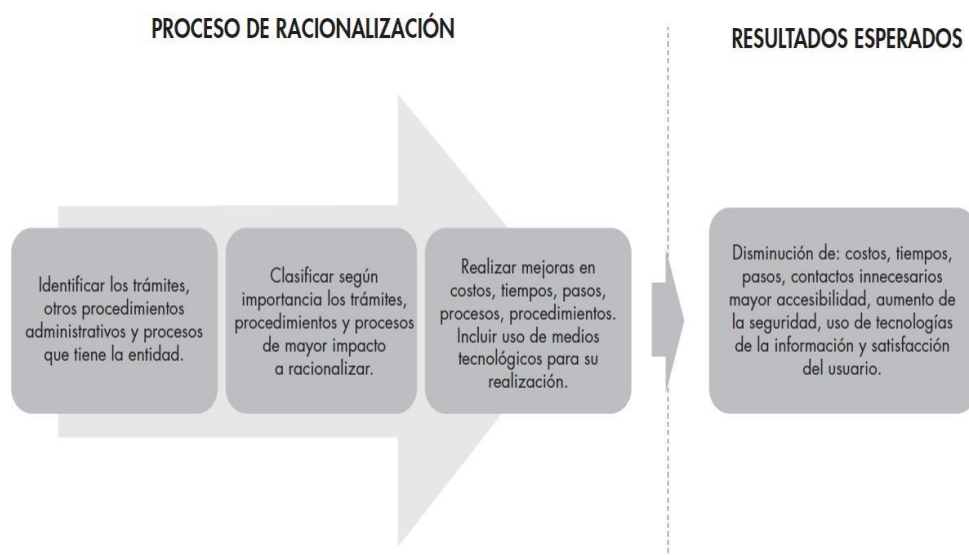 PROCESO DE RACIONALIZACIÓN
RESULTADOS ESPERADOS
Identificar los trámites,
otros procedimientos
administrativos y procesos
que tiene la entidad.
Clasificar según
importancia los trámites,
procedimientos y procesos
de mayor impacto
a racionalizar.
Realizar mejoras en
costos, tiempos, pasos,
procesos, procedimientos.
Incluir uso de medios
tecnológicos para su
realización.
Disminución de: costos, tiempos,
pasos, contactos innecesarios
mayor accesibilidad, aumento de
la seguridad, uso de tecnologías
de la información y satisfacción
del usuario.